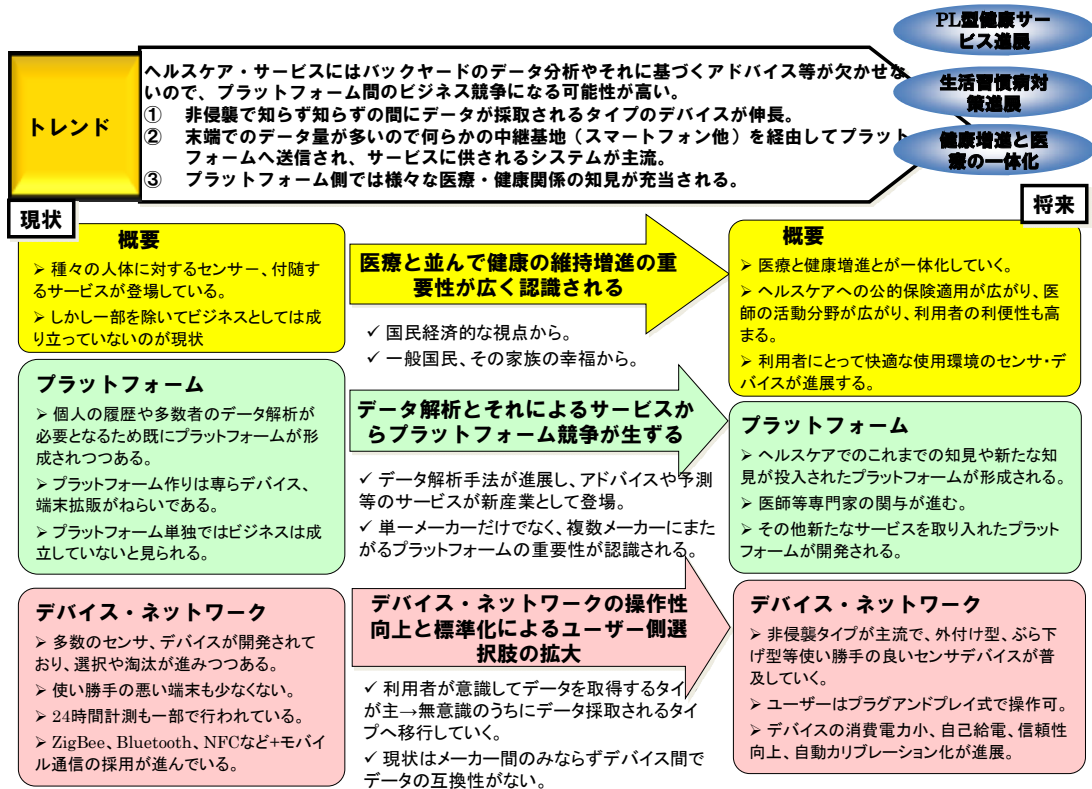 PL型健康サー
ビス進展
生活習慣病対
策進展
健康増進と医
療の一体化
トレンド
ヘルスケア・サービスにはバックヤードのデータ分析やそれに基づくアドバイス等が欠かせな
いので、プラットフォーム間のビジネス競争になる可能性が高い。
① 非侵襲で知らず知らずの間にデータが採取されるタイプのデバイスが伸長。
② 末端でのデータ量が多いので何らかの中継基地（スマートフォン他）を経由してプラット
フォームへ送信され、サービスに供されるシステムが主流。
③ プラットフォーム側では様々な医療・健康関係の知見が充当される。
現状
将来
概要
➢ 種々の人体に対するセンサー、付随す
るサービスが登場している。
➢ しかし一部を除いてビジネスとしては成
り立っていないのが現状
医療と並んで健康の維持増進の重
要性が広く認識される
✓ 国民経済的な視点から。
✓ 一般国民、その家族の幸福から。
概要
➢ 医療と健康増進とが一体化していく。
➢ ヘルスケアへの公的保険適用が広がり、医
師の活動分野が広がり、利用者の利便性も高
まる。
➢ 利用者にとって快適な使用環境のセンサ・デ
バイスが進展する。
プラットフォーム
➢ 個人の履歴や多数者のデータ解析が
必要となるため既にプラットフォームが形
成されつつある。
➢ プラットフォーム作りは専らデバイス、
端末拡販がねらいである。
➢ プラットフォーム単独ではビジネスは成
立していないと見られる。
データ解析とそれによるサービスか
らプラットフォーム競争が生ずる
✓ データ解析手法が進展し、アドバイスや予測
等のサービスが新産業として登場。
✓ 単一メーカーだけでなく、複数メーカーにまた
がるプラットフォームの重要性が認識される。
プラットフォーム
➢ ヘルスケアでのこれまでの知見や新たな知
見が投入されたプラットフォームが形成される。
➢ 医師等専門家の関与が進む。
➢ その他新たなサービスを取り入れたプラット
フォームが開発される。
デバイス・ネットワーク
➢ 多数のセンサ、デバイスが開発されて
おり、選択や淘汰が進みつつある。
➢ 使い勝手の悪い端末も少なくない。
➢ 24時間計測も一部で行われている。
➢ ZigBee、Bluetooth、NFCなど+モバイ
ル通信の採用が進んでいる。
デバイス・ネットワークの操作性
向上と標準化によるユーザー側選
択肢の拡大
✓ 利用者が意識してデータを取得するタイプ
が主→無意識のうちにデータ採取されるタイ
プへ移行していく。
✓ 現状はメーカー間のみならずデバイス間で
データの互換性がない。
デバイス・ネットワーク
➢ 非侵襲タイプが主流で、外付け型、ぶら下
げ型等使い勝手の良いセンサデバイスが普
及していく。
➢ ユーザーはプラグアンドプレイ式で操作可。
➢ デバイスの消費電力小、自己給電、信頼性
向上、自動カリブレーション化が進展。